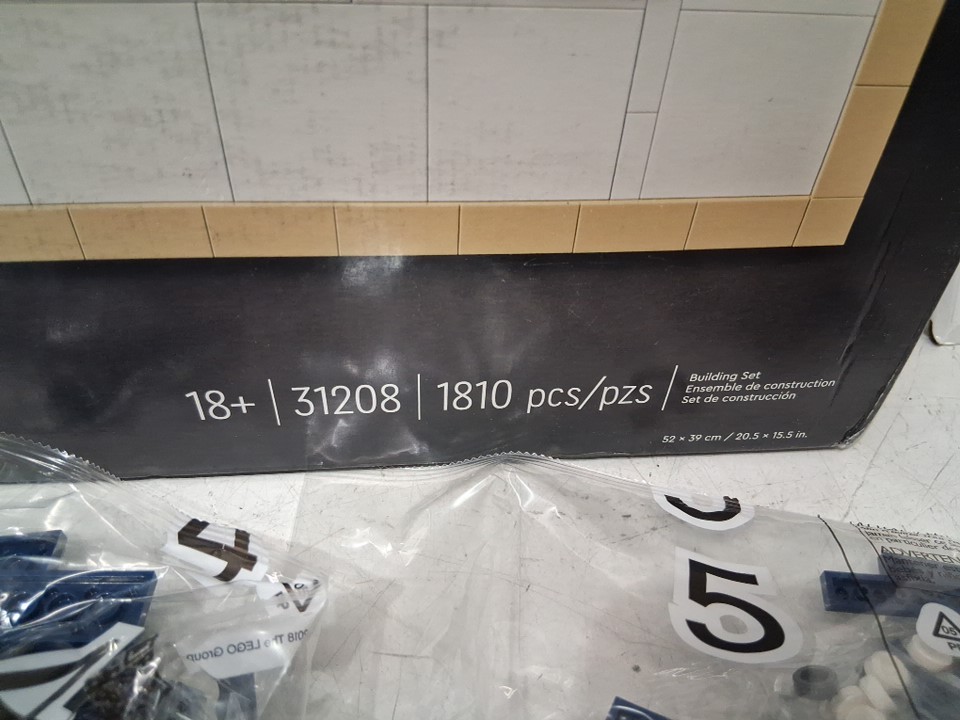 18+ | 31208 | 1810 pcs/pzs
Building Set
Ensemble de construction
Set de construcción
52 × 39 cm / 20.5 × 15.5 in.
4
5
2018 The LEGO Group